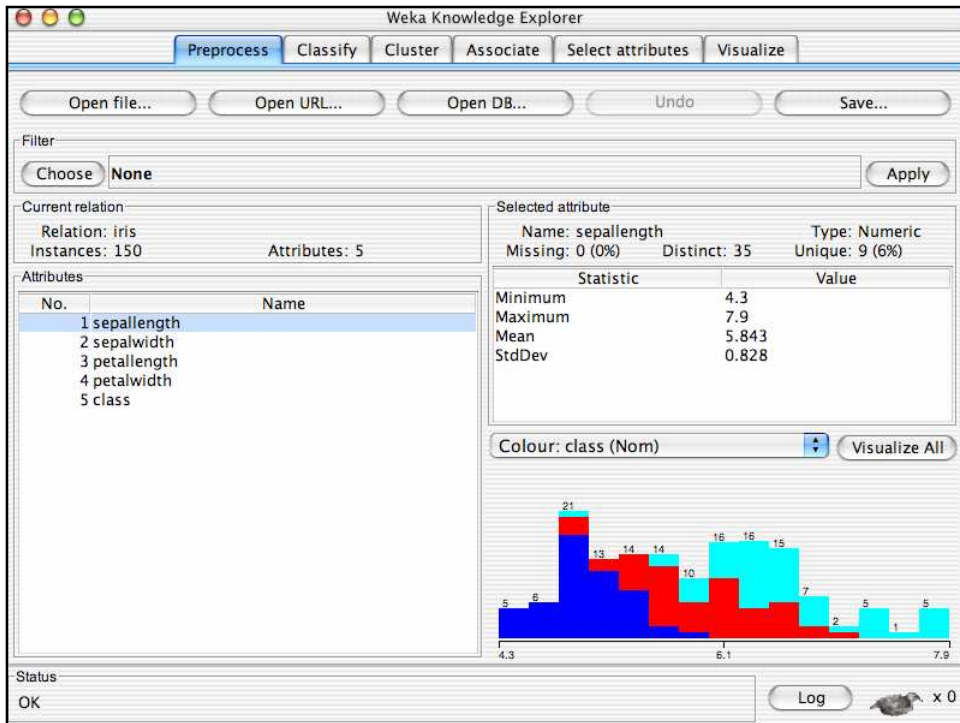 Weka Knowledge Explorer
Preprocess Classify Cluster Associate Select attributes Visualize
Open file... Open URL... Open DB... Undo Save...
Filter
Choose None Apply
Current relation
Relation: iris
Instances: 150 Attributes: 5
Attributes
No. Name
1 sepallength
2 sepalwidth
3 petallength
4 petalwidth
5 class
Selected attribute
Name: sepallength Type: Numeric
Missing: 0 (0%) Distinct: 35 Unique: 9 (6%)
Statistic Value
Minimum 4.3
Maximum 7.9
Mean 5.843
StdDev 0.828
Colour: class (Nom) Visualize All
5 6 21 13 14 14 10 16 16 15 7 2 5 1 5
4.3 6.1 7.9
Status
OK Log x 0